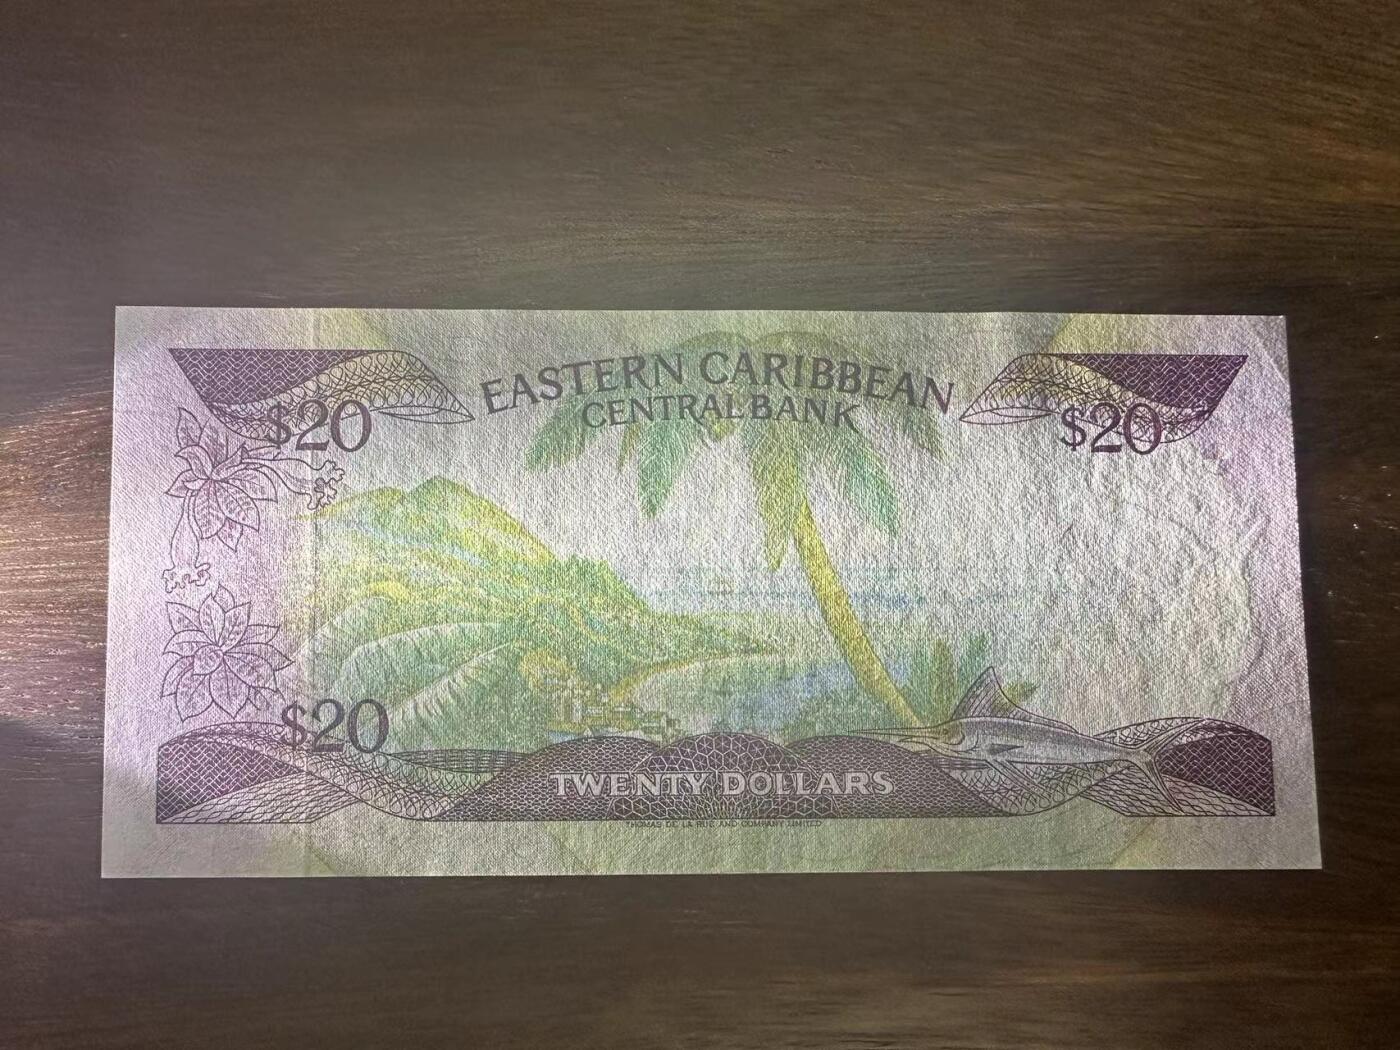 EASTERN CARIBBEAN
CENTRAL BANK
$20
$20
$20
TWENTY DOLLARS
THOMAS DE LA RUE AND COMPANY LIMITED